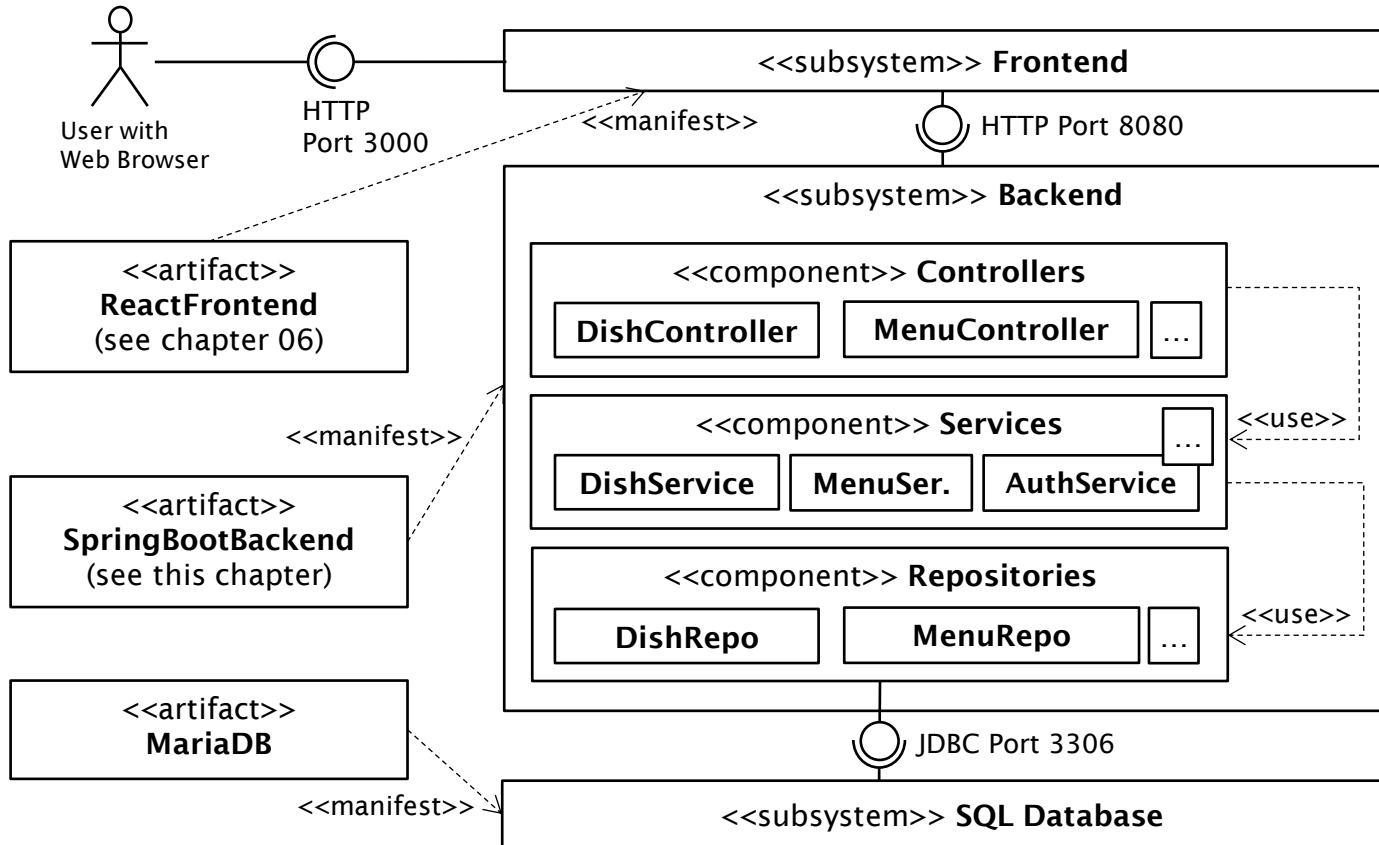 <<subsystem>> Frontend
User with
Web Browser
HTTP
Port 3000
<<manifest>>
HTTP Port 8080
<<subsystem>> Backend
<<artifact>>
ReactFrontend
(see chapter 06)
<<component>> Controllers
DishController
MenuController
...
<<manifest>>
<<use>>
<<component>> Services
...
DishService
MenuSer.
AuthService
<<artifact>>
SpringBootBackend
(see this chapter)
<<component>> Repositories
DishRepo
MenuRepo
...
<<use>>
<<artifact>>
MariaDB
JDBC Port 3306
<<manifest>>
<<subsystem>> SQL Database